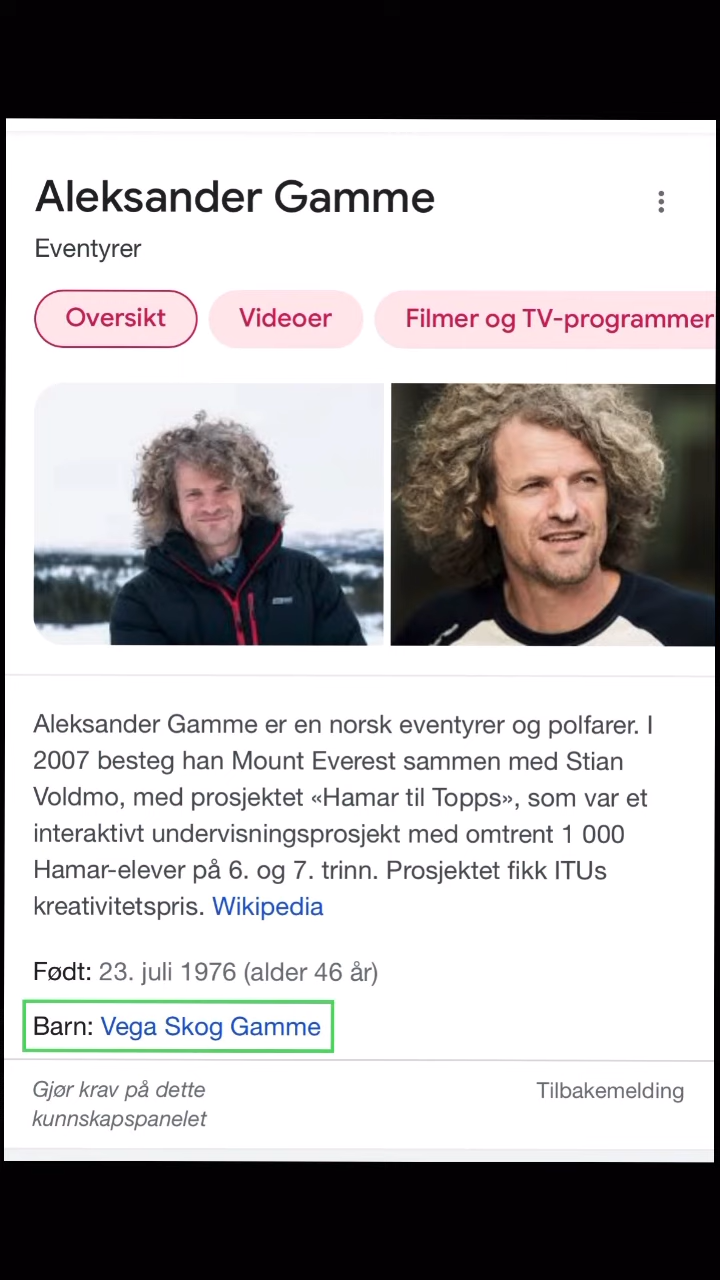 Aleksander Gamme
Eventyrer
Oversikt
Videoer
Filmer og TV-programmer
Aleksander Gamme er en norsk eventyrer og polfarer. I
2007 besteg han Mount Everest sammen med Stian
Voldmo, med prosjektet «Hamar til Topps», som var et
interaktivt undervisningsprosjekt med omtrent 1 000
Hamar-elever på 6. og 7. trinn. Prosjektet fikk ITUs
kreativitetspris. Wikipedia
Født: 23. juli 1976 (alder 46 år)
Barn: Vega Skog Gamme
Gjør krav på dette
kunnskapspanelet
Tilbakemelding